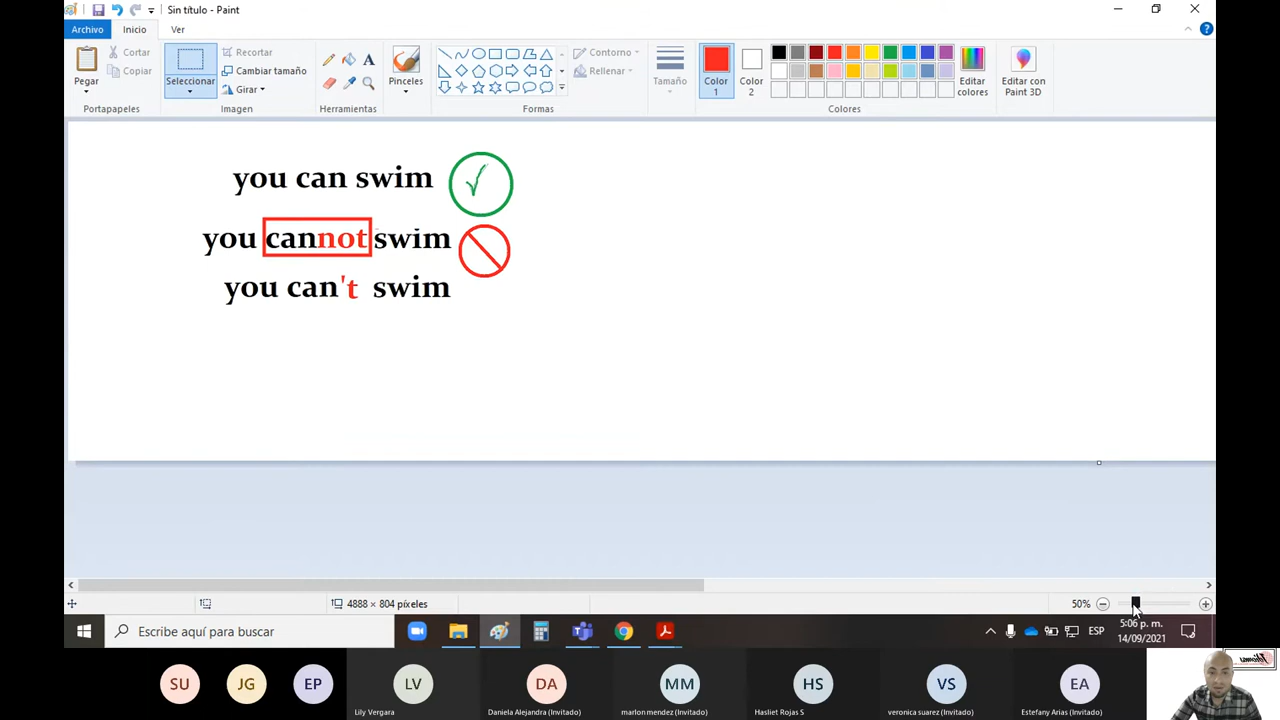 Sin título - Paint
Archivo Inicio Ver
Pegar
Cortar
Copiar
Portapapeles
Seleccionar
Recortar
Cambiar tamaño
Girar
Imagen
A
Herramientas
Pinceles
Contorno
Rellenar
Formas
Tamaño
Color 1
Color 2
Editar colores
Colores
Editar con Paint 3D
you can swim
you cannot swim
you can't swim
4888 × 804 píxeles
50%
Escribe aquí para buscar
ESP
5:06 p. m.
14/09/2021
SU JG EP LV DA MM HS VS EA
Lily Vergara Daniela Alejandra (Invitado) marlon mendez (Invitado) Hasliet Rojas S veronica suarez (Invitado) Estefany Arias (Invitado)